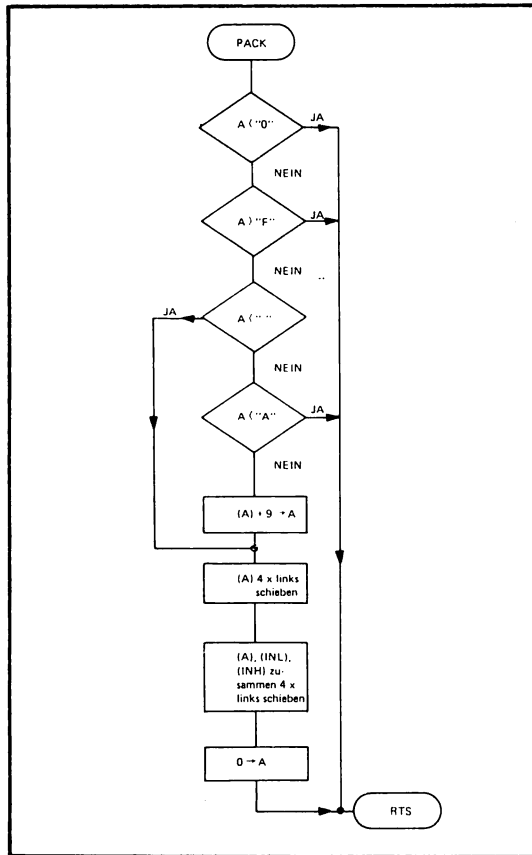 PACK
A ( "0"
JA
NEIN
A ) "F"
JA
NEIN
A ( "
JA
NEIN
A ( "A"
JA
NEIN
(A) + 9 → A
(A) 4 x links
schieben
(A), (INL),
(INH) zu-
sammen 4 x
links schieben
0 → A
RTS